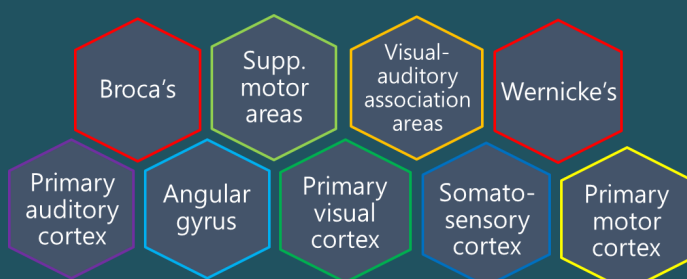 Broca's
Supp.
motor
areas
Visual-
auditory
association
areas
Wernicke's
Primary
auditory
cortex
Angular
gyrus
Primary
visual
cortex
Somato-
sensory
cortex
Primary
motor
cortex